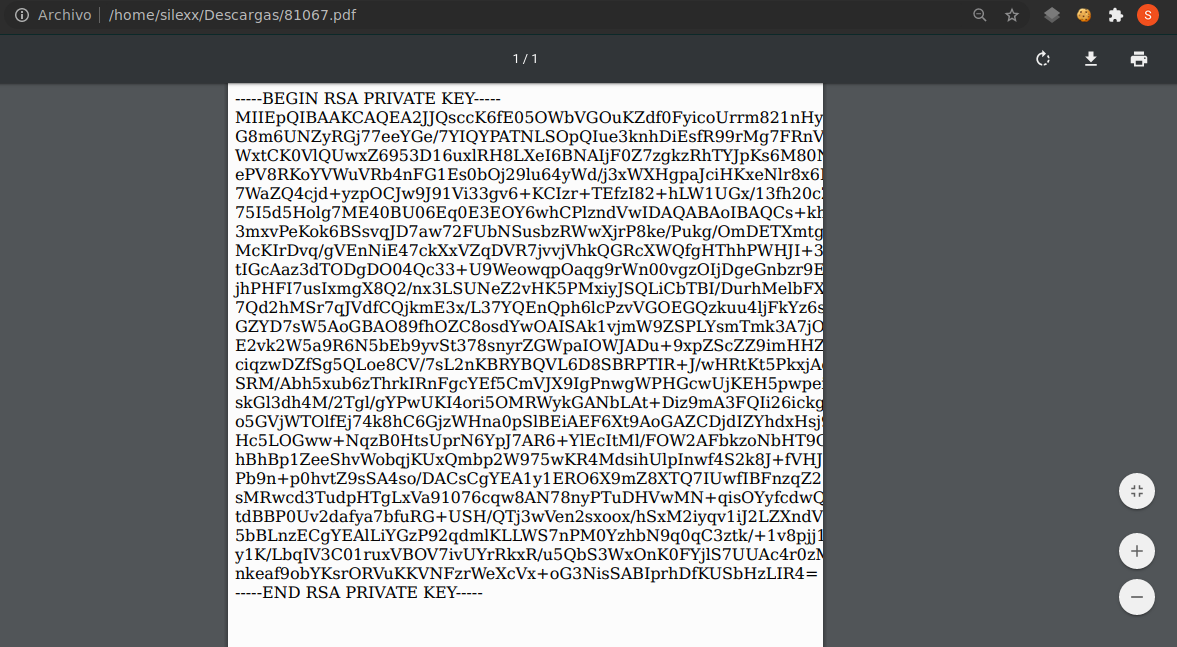 Archivo /home/silexx/Descargas/81067.pdf
S
1 / 1
-----BEGIN RSA PRIVATE KEY-----
MIIEpQIBAAKCAQEA2JJQsccK6fE05OWbVGOuKZdf0FyicoUrrm821nHy
G8m6UNZyRGj77eeYGe/7YIQYPATNLSOpQIue3knhDiEsfR99rMg7FRnV
WxtCK0VlQUwxZ6953D16uxlRH8LXeI6BNAIjF0Z7zgkzRhTYJpKs6M80N
ePV8RKoYVWuVRb4nFG1Es0bOj29lu64yWd/j3xWXHgpaJciHKxeNlr8x6
7WaZQ4cjd+yzpOCJw9J91Vi33gv6+KCIzr+TEfzI82+hLW1UGx/13fh20c
75I5d5Holg7ME40BU06Eq0E3EOY6whCPlzndVwIDAQABAoIBAQCs+kh
3mxvPeKok6BSsvqJD7aw72FUbNSusbzRWwXjrP8ke/Pukg/OmDETXmtg
McKIrDvq/gVEnNiE47ckXxVZqDVR7jvvjVhkQGRcXWQfgHThhPWHJI+3
tIGcAaz3dTODgDO04Qc33+U9WeowqpOaqg9rWn00vgzOIjDgeGnbzr9E
jhPHFI7usIxmgX8Q2/nx3LSUNeZ2vHK5PMxiyJSQLiCbTBI/DurhMelbFX
7Qd2hMSr7qJVdfCQjkmE3x/L37YQEnQph6lcPzvVGOEGQzkuu4ljFkYz6s
GZYD7sW5AoGBAO89fhOZC8osdYwOAISAk1vjmW9ZSPLYsmTmk3A7jO
E2vk2W5a9R6N5bEb9yvSt378snyrZGWpaIOWJADu+9xpZScZZ9imHHZ
ciqzwDZfSg5QLoe8CV/7sL2nKBRYBQVL6D8SBRPTIR+J/wHRtKt5PkxjA
SRM/Abh5xub6zThrkIRnFgcYEf5CmVJX9IgPnwgWPHGcwUjKEH5pwpe
skGl3dh4M/2Tgl/gYPwUKI4ori5OMRWykGANbLAt+Diz9mA3FQIi26ickg
o5GVjWTOlfEj74k8hC6GjzWHna0pSlBEiAEF6Xt9AoGAZCDjdIZYhdxHsj
Hc5LOGww+NqzB0HtsUprN6YpJ7AR6+YlEcItMl/FOW2AFbkzoNbHT9
hBhBp1ZeeShvWobqjKUxQmbp2W975wKR4MdsihUlpInwf4S2k8J+fVHJ
Pb9n+p0hvtZ9sSA4so/DACsCgYEA1y1ERO6X9mZ8XTQ7IUwfIBFnzqZ2
sMRwcd3TudpHTgLxVa91076cqw8AN78nyPTuDHVwMN+qisOYyfcdwQ
tdBBP0Uv2dafya7bfuRG+USH/QTj3wVen2sxoox/hSxM2iyqv1iJ2LZXndV
5bBLnzECgYEAlLiYGzP92qdmlKLLWS7nPM0YzhbN9q0qC3ztk/+1v8pjj1
y1K/LbqIV3C01ruxVBOV7ivUYrRkxR/u5QbS3WxOnK0FYjlS7UUAc4r0z
nkeaf9obYKsrORVuKKVNFzrWeXcVx+oG3NisSABIprhDfKUSbHzLIR4=
-----END RSA PRIVATE KEY-----